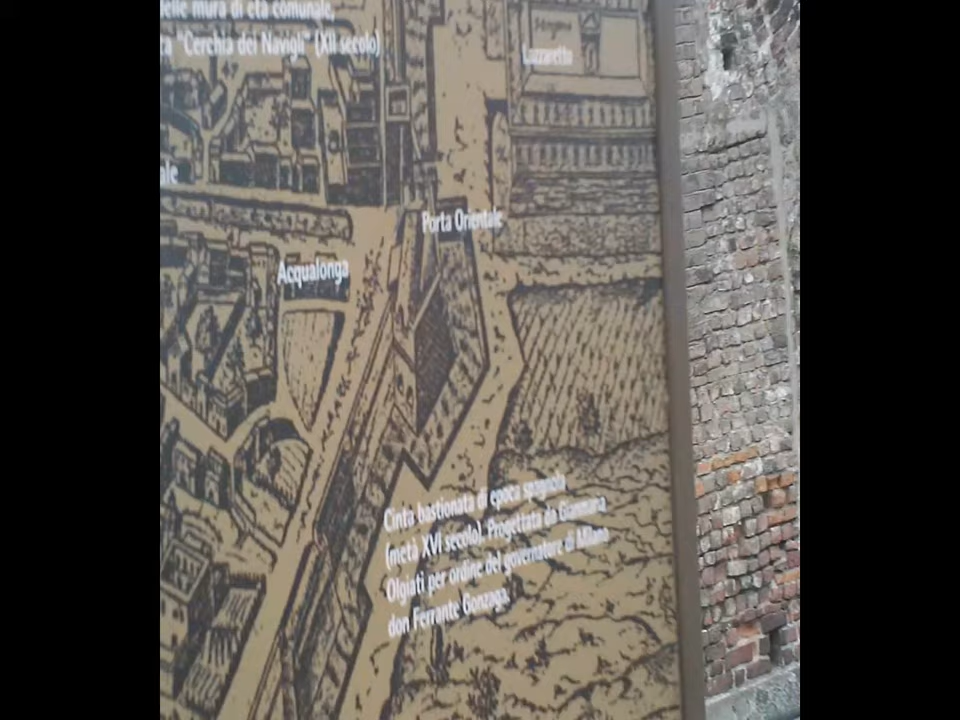 delle mura di età comunale,
"Cerchia dei Navigli" (XII secolo)
Lazzaretto
Porta Orientale
Acqualonga
Cinta bastionata di epoca spagnola
(metà XVI secolo). Progettata da Giammaria
Olgiati per ordine del governatore di Milano
don Ferrante Gonzaga.